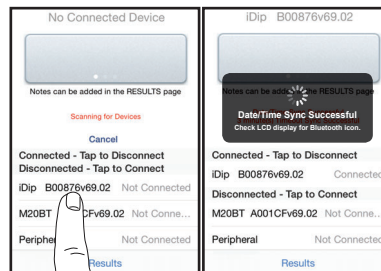 No Connected Device
Notes can be added in the RESULTS page
Scanning for Devices
Cancel
Connected - Tap to Disconnect
Disconnected - Tap to Connect
iDip B00876v69.02 Not Connected
M20BT CFv69.02 Not Conne...
Peripher Not Connected
Results
iDip B00876v69.02
Notes can be added in the RESULTS page
Date/Time Sync Successful
Check LCD display for Bluetooth icon.
Connected - Tap to Disconnect
iDip B00876v69.02 Connected
Disconnected - Tap to Connect
M20BT A001CFv69.02 Not Conne...
Peripheral Not Connected
Results